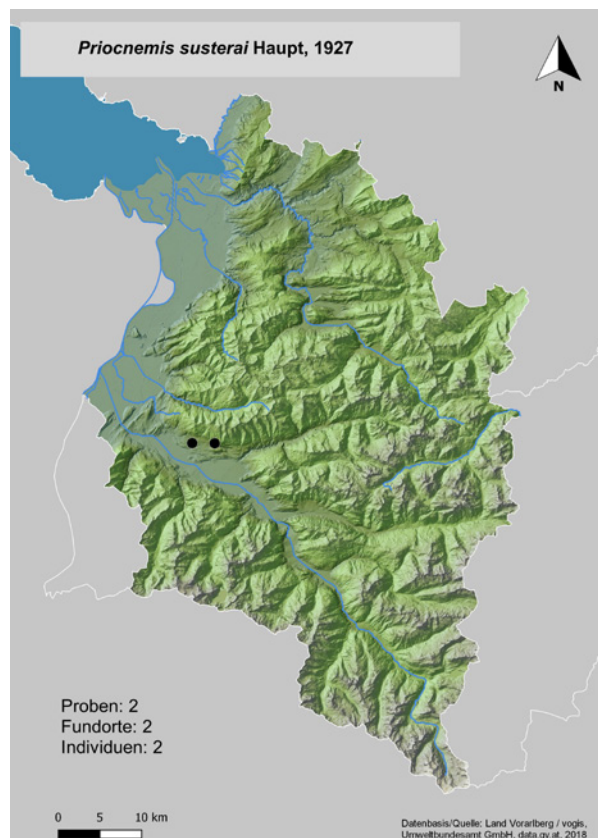 Priocnemis susterai Haupt, 1927
N
Proben: 2
Fundorte: 2
Individuen: 2
0 5 10 km
Datenbasis/Quelle: Land Vorarlberg / vogis,
Umweltbundesamt GmbH, data.gv.at, 2018